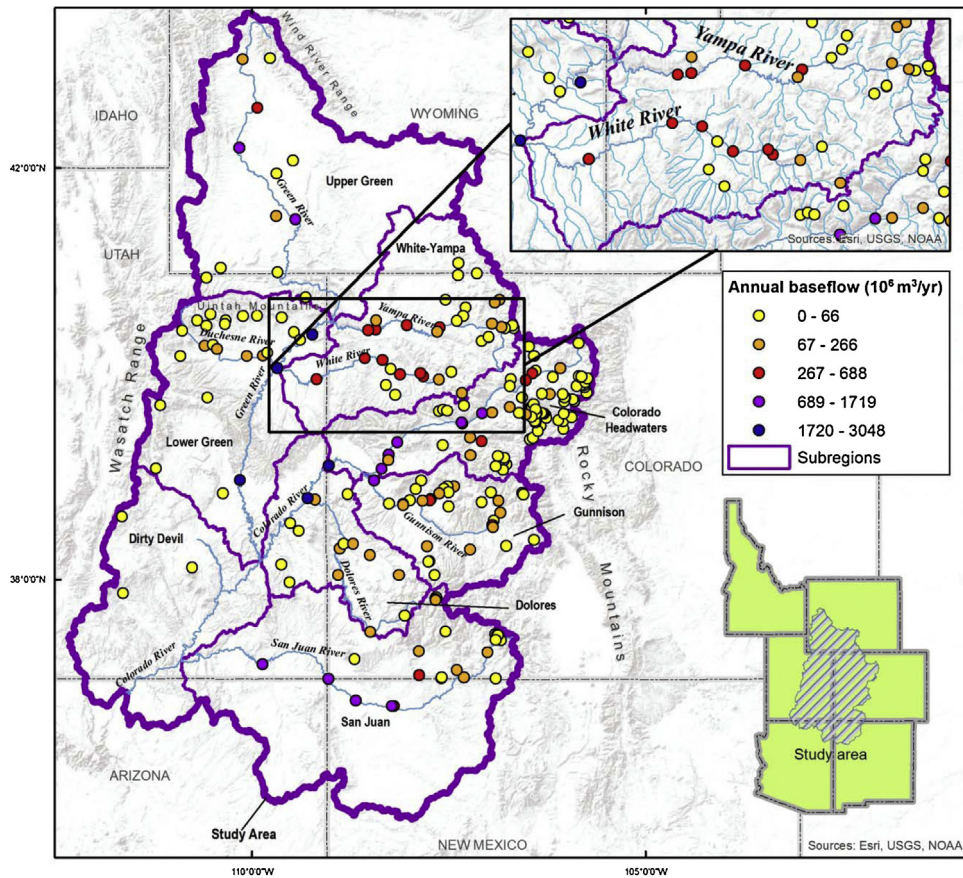 Wind River Range
IDAHO
WYOMING
42°0'0"N
Green River
Upper Green
UTAH
White-Yampa
Uintah Mountains
Duchesne River
Yampa River
White River
Green River
Wasatch Range
Lower Green
Colorado Headwaters
Rocky Mountains
COLORADO
Colorado River
Gunnison
Gunnison River
Dirty Devil
38°0'0"N
Dolores River
Dolores
San Juan River
Colorado River
San Juan
ARIZONA
Study Area
NEW MEXICO
110°0'0"W
105°0'0"W
Yampa River
White River
Sources: Esri, USGS, NOAA
Annual baseflow (10⁶ m³/yr)
0 - 66
67 - 266
267 - 688
689 - 1719
1720 - 3048
Subregions
Study area
Sources: Esri, USGS, NOAA